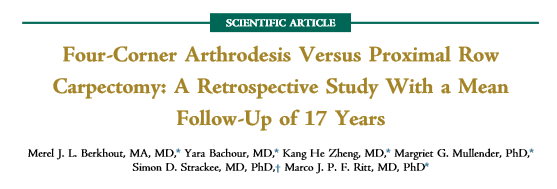 SCIENTIFIC ARTICLE
Four-Corner Arthrodesis Versus Proximal Row
Carpectomy: A Retrospective Study With a Mean
Follow-Up of 17 Years
Merel J. L. Berkhout, MA, MD,* Yara Bachour, MD,* Kang He Zheng, MD,* Margriet G. Mullender, PhD,*
Simon D. Strackee, MD, PhD,† Marco J. P. F. Ritt, MD, PhD*